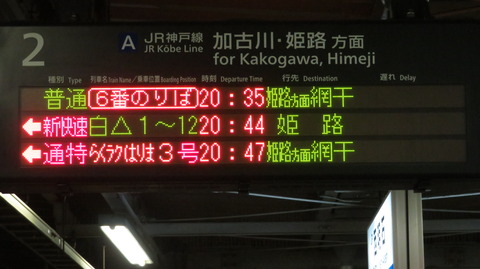 2 A JR神戸線 加古川・姫路 方面
JR Kōbe Line for Kakogawa, Himeji
種別 Type 列車名 Train Name／乗車位置 Boarding Position 時刻 Departure Time 行先 Destination 遅れ Delay
普通 6番のりば 20：35 姫路方面網干
←新快速 白△1～12 20：44 姫路
←通特 らくラクはりま3号 20：47 姫路方面網干